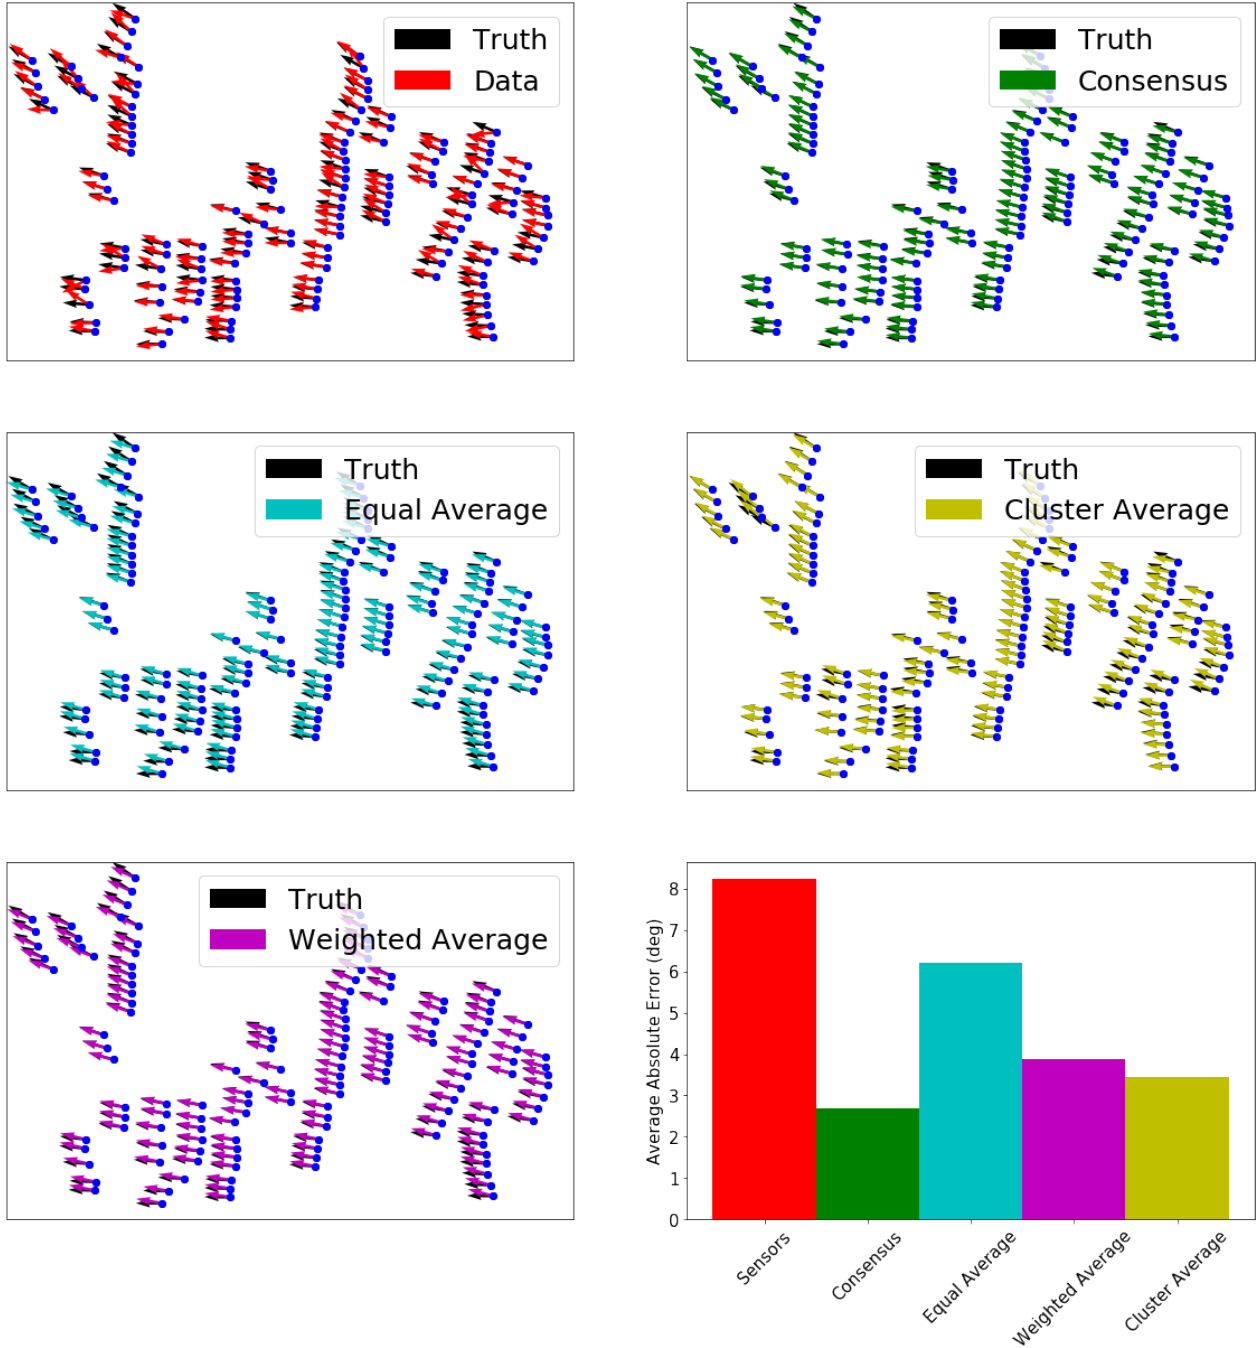 Truth
Data
Truth
Consensus
Truth
Equal Average
Truth
Cluster Average
Truth
Weighted Average
Average Absolute Error (deg)
8
7
6
5
4
3
2
1
0
Sensors
Consensus
Equal Average
Weighted Average
Cluster Average